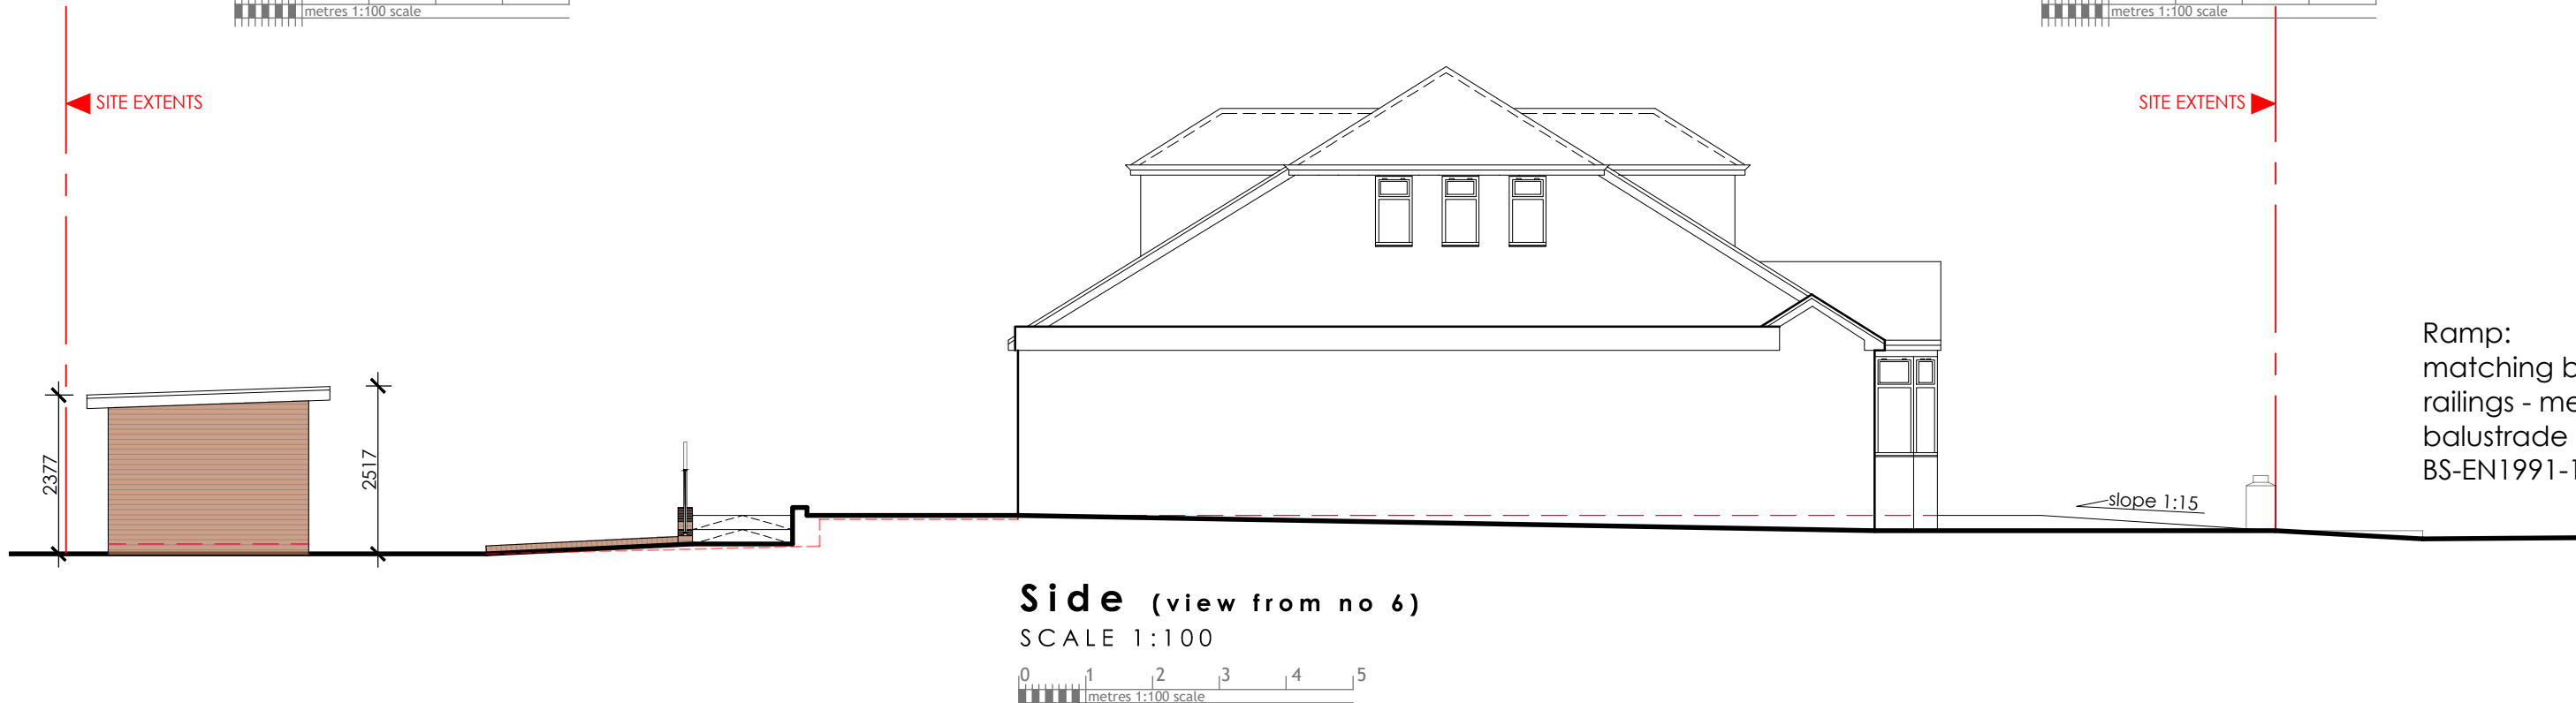 metres 1:100 scale
metres 1:100 scale
SITE EXTENTS
SITE EXTENTS
2377
2517
slope 1:15
Ramp:
matching b
railings - me
balustrade
BS-EN1991-1
Side (view from no 6)
SCALE 1:100
0 1 2 3 4 5
metres 1:100 scale